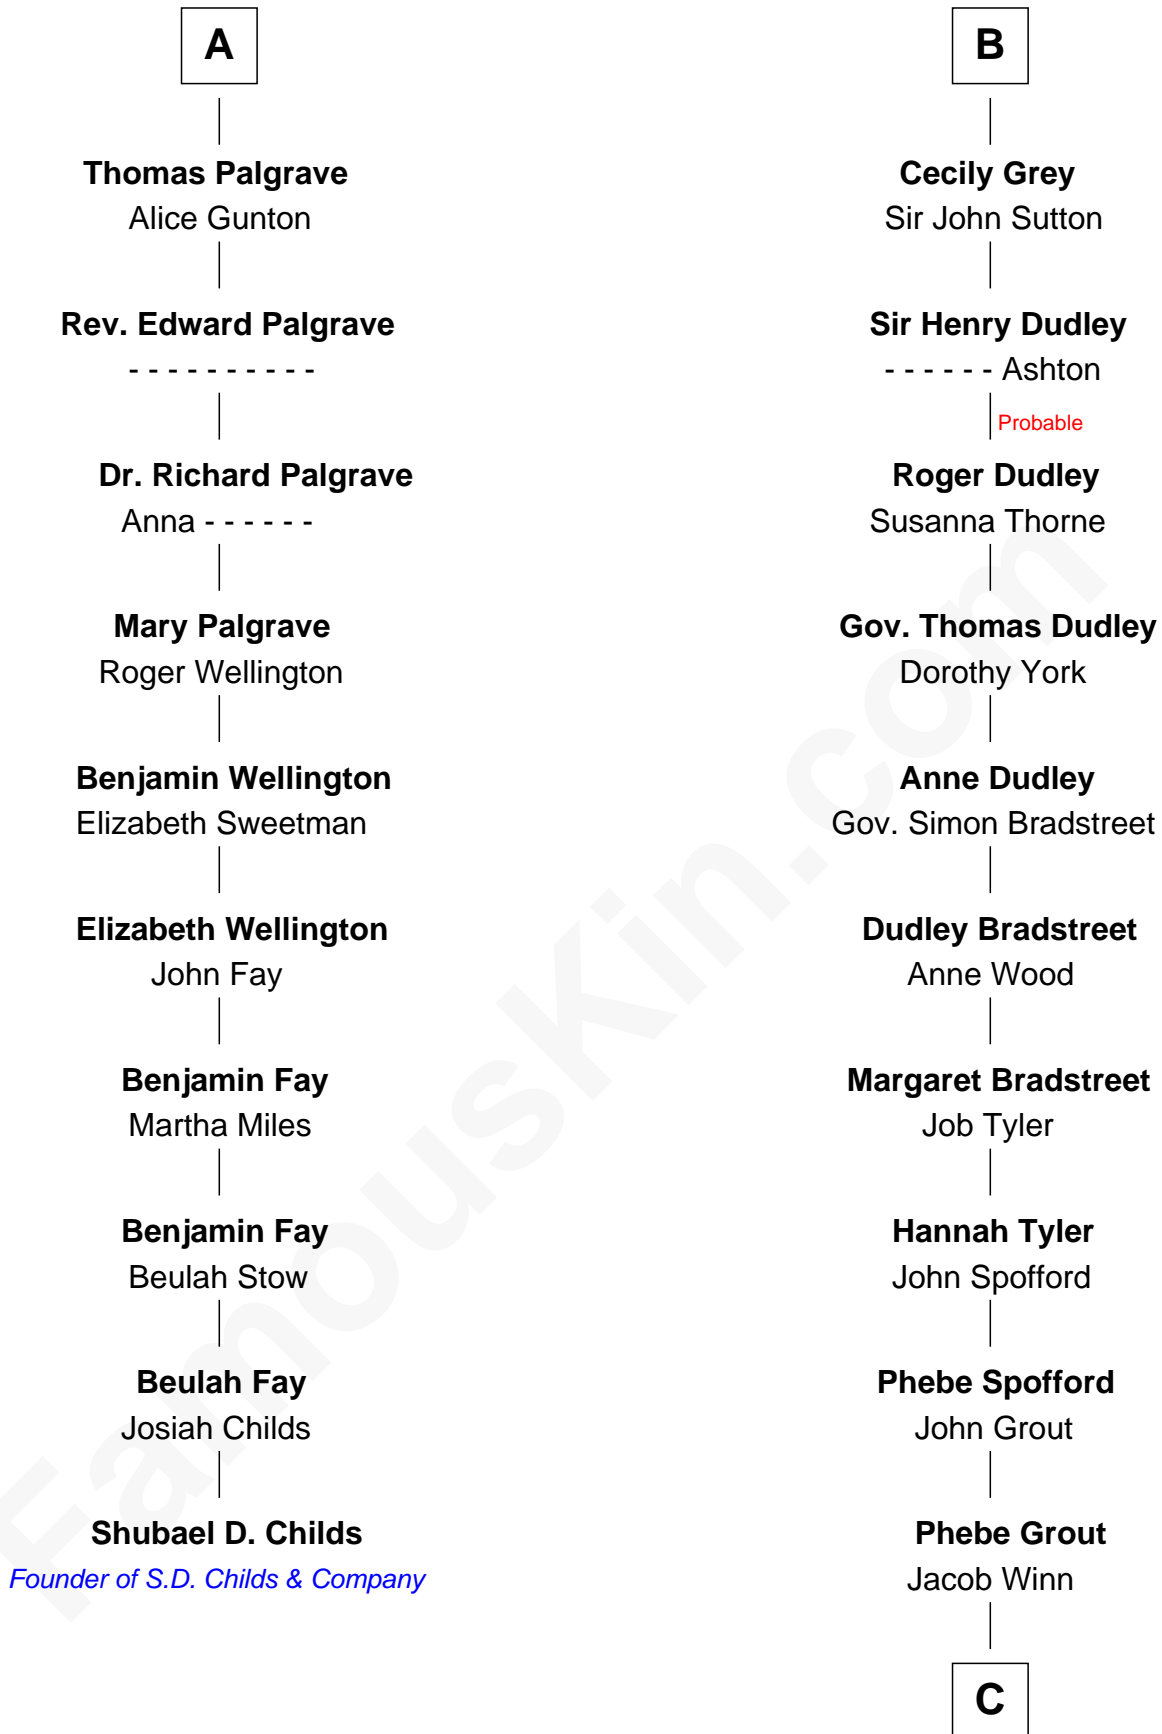 A
Thomas Palgrave
Alice Gunton
Rev. Edward Palgrave
- - - - - - - - - -
Dr. Richard Palgrave
Anna - - - - - -
Mary Palgrave
Roger Wellington
Benjamin Wellington
Elizabeth Sweetman
Elizabeth Wellington
John Fay
Benjamin Fay
Martha Miles
Benjamin Fay
Beulah Stow
Beulah Fay
Josiah Childs
Shubael D. Childs
Founder of S.D. Childs & Company
B
Cecily Grey
Sir John Sutton
Sir Henry Dudley
- - - - - - Ashton
Probable
Roger Dudley
Susanna Thorne
Gov. Thomas Dudley
Dorothy York
Anne Dudley
Gov. Simon Bradstreet
Dudley Bradstreet
Anne Wood
Margaret Bradstreet
Job Tyler
Hannah Tyler
John Spofford
Phebe Spofford
John Grout
Phebe Grout
Jacob Winn
C
FamousKin.com